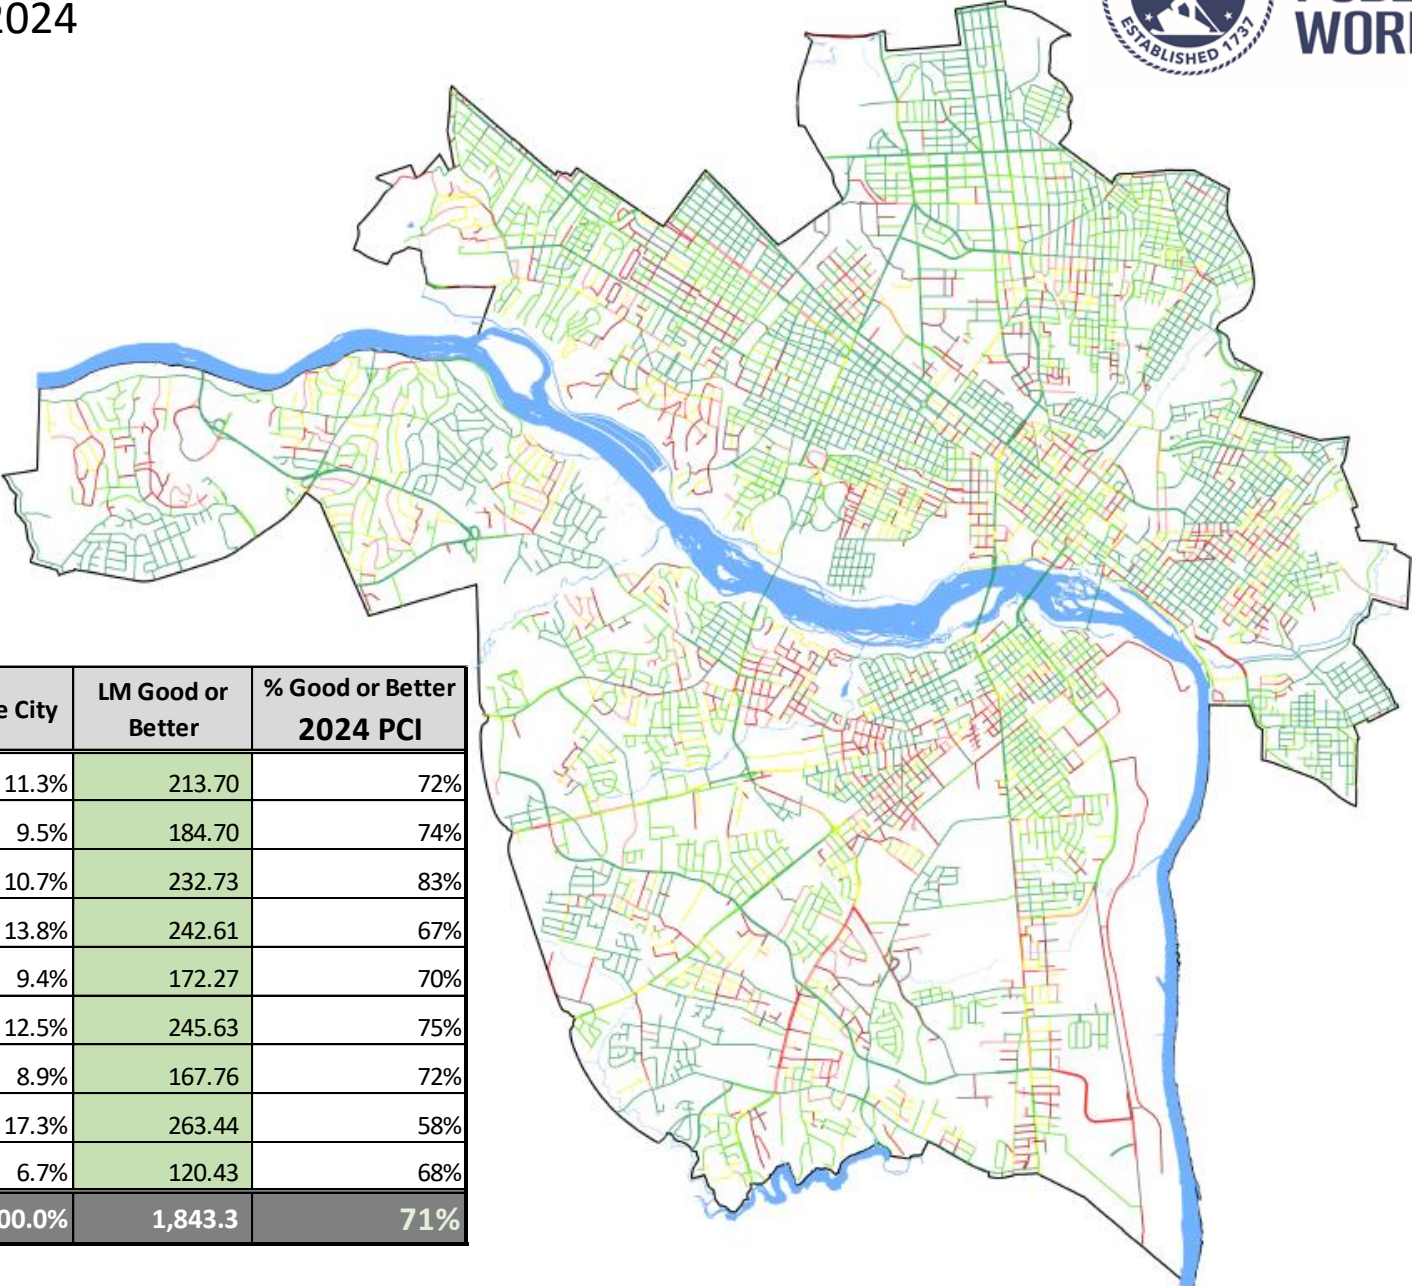 2024
ESTABLISHED 1737
City
LM Good or
Better
% Good or Better
2024 PCI
11.3% 213.70 72%
9.5% 184.70 74%
10.7% 232.73 83%
13.8% 242.61 67%
9.4% 172.27 70%
12.5% 245.63 75%
8.9% 167.76 72%
17.3% 263.44 58%
6.7% 120.43 68%
00.0% 1,843.3 71%